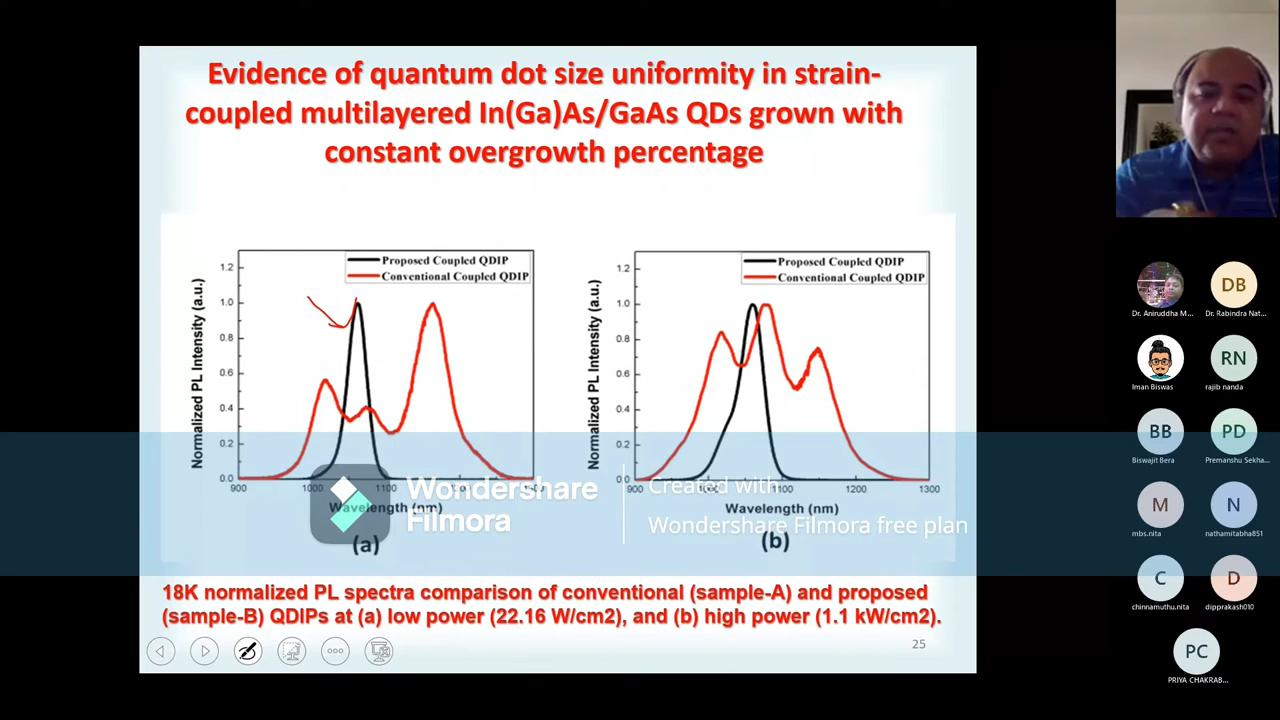 Evidence of quantum dot size uniformity in strain-
coupled multilayered In(Ga)As/GaAs QDs grown with
constant overgrowth percentage
Proposed Coupled QDIP
Conventional Coupled QDIP
Normalized PL Intensity (a.u.)
1.2
1.0
0.8
0.6
0.4
0.2
0.0
900
1100
Wavelength (nm)
(a)
Proposed Coupled QDIP
Conventional Coupled QDIP
Normalized PL Intensity (a.u.)
1.2
1.0
0.8
0.6
0.4
0.2
0.0
900
1100
1200
1300
Wavelength (nm)
(b)
Wondershare
Filmora
Created with
Wondershare Filmora free plan
18K normalized PL spectra comparison of conventional (sample-A) and proposed
(sample-B) QDIPs at (a) low power (22.16 W/cm2), and (b) high power (1.1 kW/cm2).
25
Dr. Aniruddha M...
DB
Dr. Rabindra Nat...
Iman Biswas
RN
rajib nanda
BB
Biswajit Bera
PD
Premanshu Sekha...
M
mbs.nita
N
nathamitabha851
C
chinnamuthu.nita
D
dipprakash010
PC
PRIYA CHAKRAB...